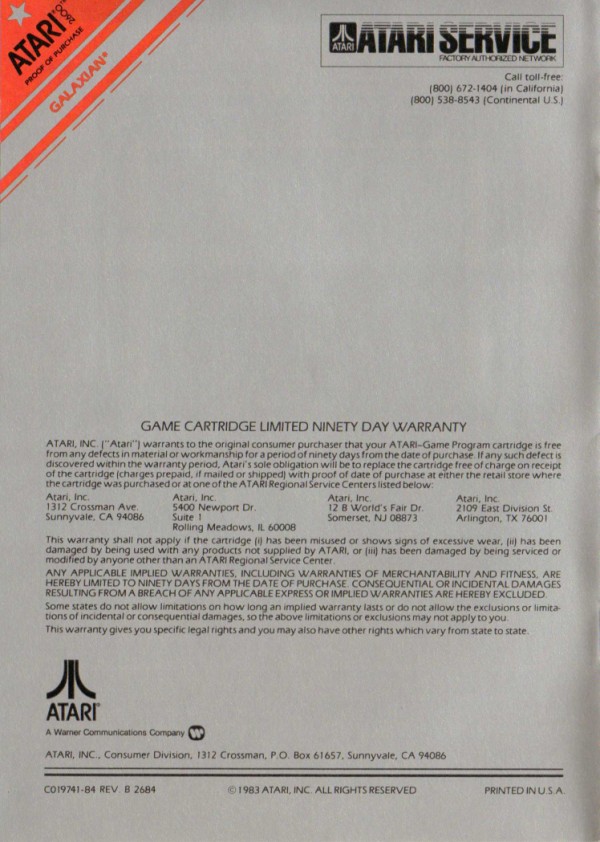 ATARI®
PROOF OF PURCHASE
GALAXIAN®
ATARI ATARI SERVICE
FACTORY AUTHORIZED NETWORK
Call toll-free:
(800) 672-1404 (in California)
(800) 538-8543 (Continental U.S.)
GAME CARTRIDGE LIMITED NINETY DAY WARRANTY
ATARI, INC. ("Atari") warrants to the original consumer purchaser that your ATARI-Game Program cartridge is free
from any defects in material or workmanship for a period of ninety days from the date of purchase. If any such defect is
discovered within the warranty period, Atari's sole obligation will be to replace the cartridge free of charge on receipt
of the cartridge (charges prepaid, if mailed or shipped) with proof of date of purchase at either the retail store where
the cartridge was purchased or at one of the ATARI Regional Service Centers listed below:
Atari, Inc. Atari, Inc. Atari, Inc. Atari, Inc.
1312 Crossman Ave. 5400 Newport Dr. 12 B World's Fair Dr. 2109 East Division St.
Sunnyvale, CA 94086 Suite 1 Somerset, NJ 08873 Arlington, TX 76001
Rolling Meadows, IL 60008
This warranty shall not apply if the cartridge (i) has been misused or shows signs of excessive wear, (ii) has been
damaged by being used with any products not supplied by ATARI, or (iii) has been damaged by being serviced or
modified by anyone other than an ATARI Regional Service Center.
ANY APPLICABLE IMPLIED WARRANTIES, INCLUDING WARRANTIES OF MERCHANTABILITY AND FITNESS, ARE
HEREBY LIMITED TO NINETY DAYS FROM THE DATE OF PURCHASE. CONSEQUENTIAL OR INCIDENTAL DAMAGES
RESULTING FROM A BREACH OF ANY APPLICABLE EXPRESS OR IMPLIED WARRANTIES ARE HEREBY EXCLUDED.
Some states do not allow limitations on how long an implied warranty lasts or do not allow the exclusions or limita-
tions of incidental or consequential damages, so the above limitations or exclusions may not apply to you.
This warranty gives you specific legal rights and you may also have other rights which vary from state to state.
ATARI®
A Warner Communications Company
ATARI, INC., Consumer Division, 1312 Crossman, P.O. Box 61657, Sunnyvale, CA 94086
C019741-84 REV. B 2684 © 1983 ATARI, INC. ALL RIGHTS RESERVED PRINTED IN U.S.A.